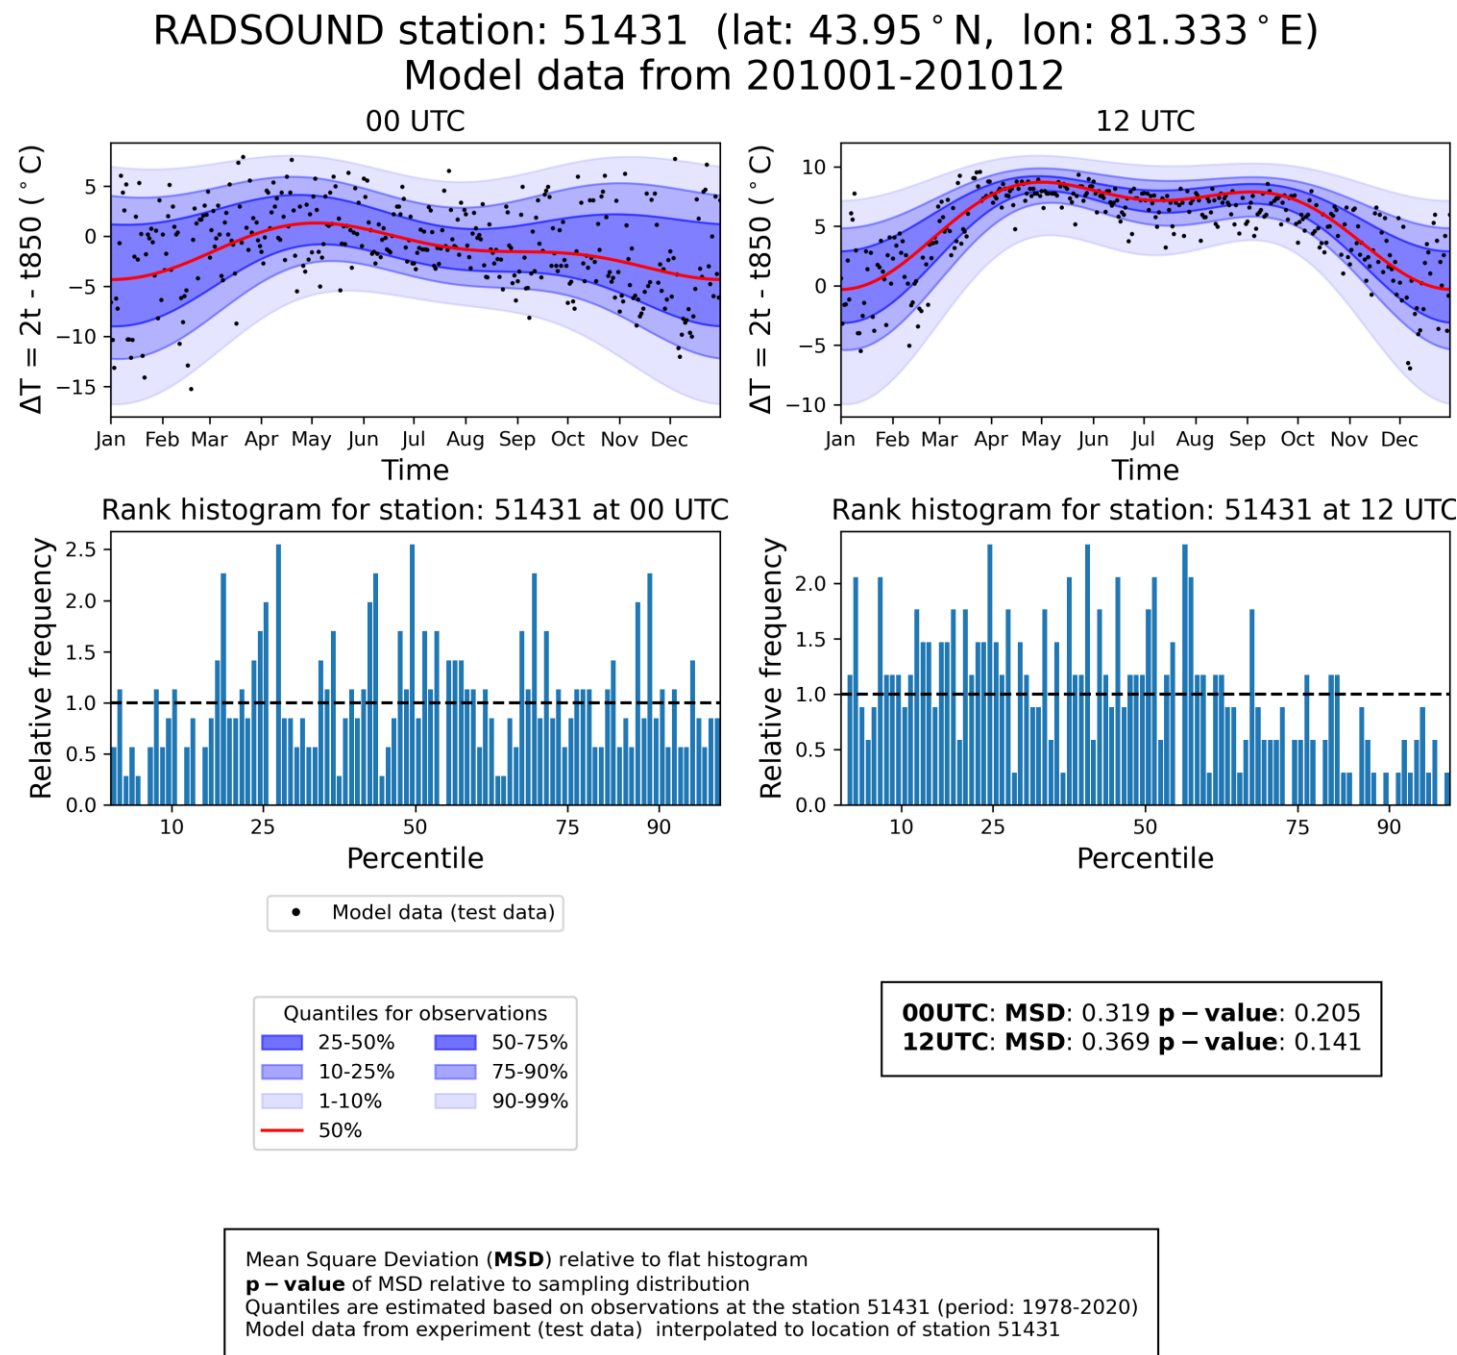 RADSOUND station: 51431  (lat: 43.95°N,  lon: 81.333°E)
Model data from 201001-201012
00 UTC
ΔT = 2t - t850 (°C)
5
0
−5
−10
−15
Jan Feb Mar Apr May Jun Jul Aug Sep Oct Nov Dec
Time
12 UTC
ΔT = 2t - t850 (°C)
10
5
0
−5
−10
Jan Feb Mar Apr May Jun Jul Aug Sep Oct Nov Dec
Time
Rank histogram for station: 51431 at 00 UTC
Relative frequency
2.5
2.0
1.5
1.0
0.5
0.0
10 25 50 75 90
Percentile
Rank histogram for station: 51431 at 12 UTC
Relative frequency
2.0
1.5
1.0
0.5
0.0
10 25 50 75 90
Percentile
Model data (test data)
Quantiles for observations
25-50% 50-75%
10-25% 75-90%
1-10% 90-99%
50%
00UTC: MSD: 0.319 p − value: 0.205
12UTC: MSD: 0.369 p − value: 0.141
Mean Square Deviation (MSD) relative to flat histogram
p − value of MSD relative to sampling distribution
Quantiles are estimated based on observations at the station 51431 (period: 1978-2020)
Model data from experiment (test data)  interpolated to location of station 51431